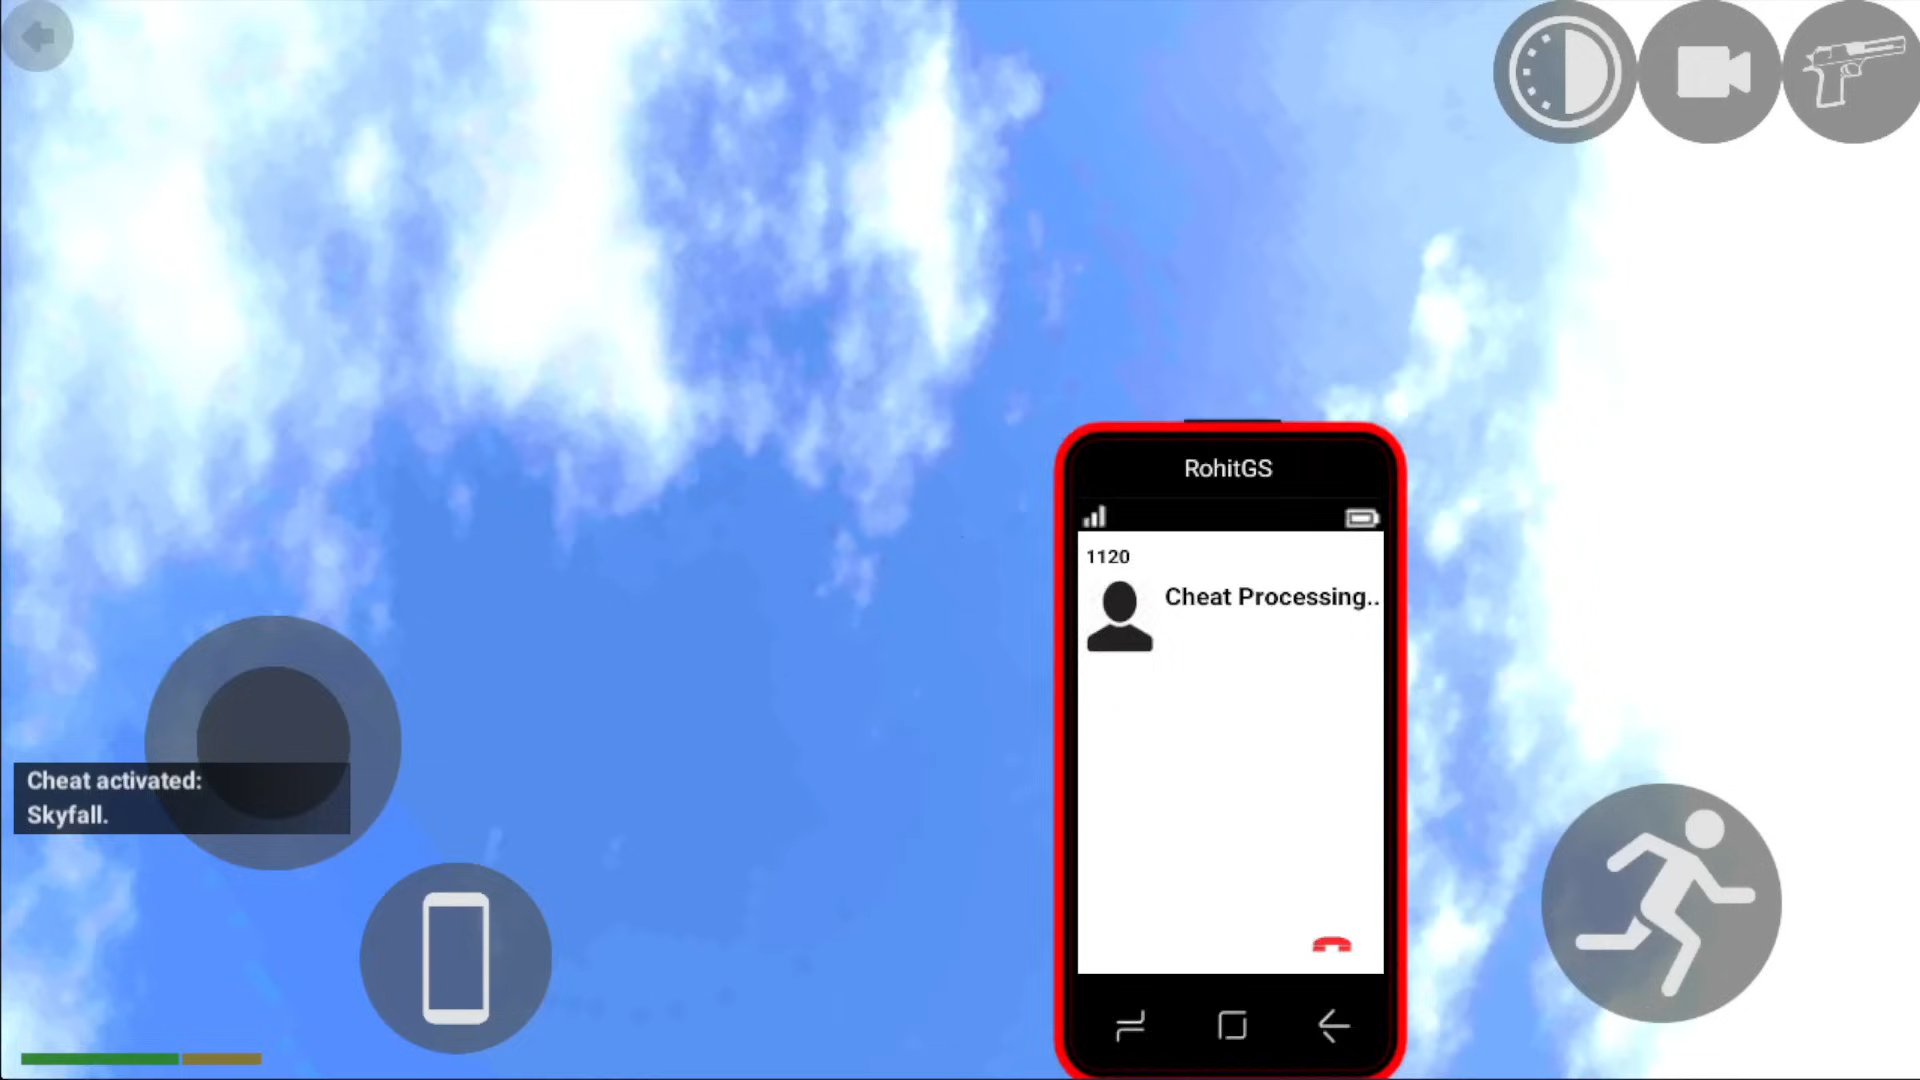 RohitGS
1120
Cheat Processing..
Cheat activated:
Skyfall.